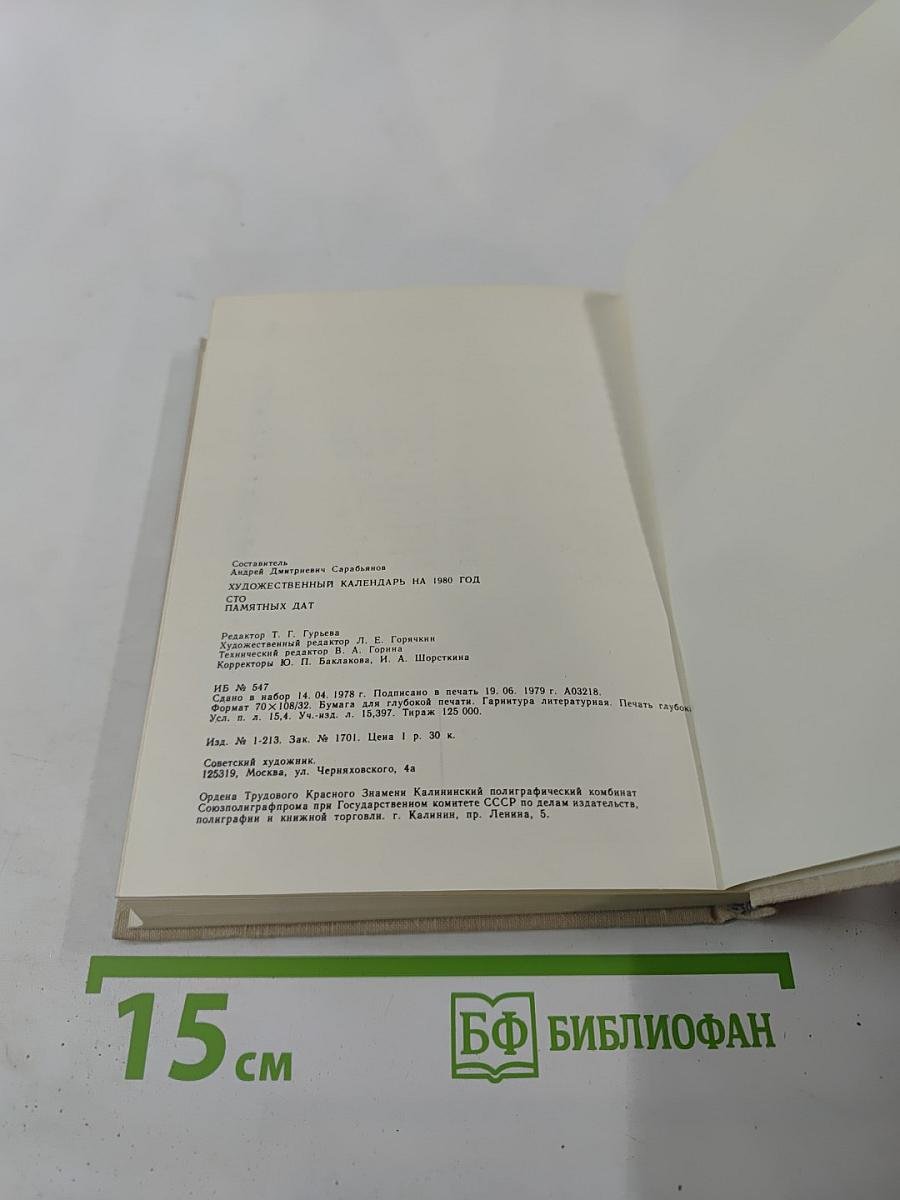 Составитель
Андрей Дмитриевич Сарабьянов
ХУДОЖЕСТВЕННЫЙ КАЛЕНДАРЬ НА 1980 ГОД
СТО
ПАМЯТНЫХ ДАТ
Редактор Т. Г. Гурьева
Художественный редактор Л. Е. Горячкин
Технический редактор В. А. Горина
Корректоры Ю. П. Баклакова, И. А. Шорсткина
ИБ № 547
Сдано в набор 14. 04. 1978 г. Подписано в печать 19. 06. 1979 г. А03218.
Формат 70×108/32. Бумага для глубокой печати. Гарнитура литературная. Печать глубок
Усл. п. л. 15,4. Уч.-изд. л. 15,397. Тираж 125 000.
Изд. № 1-213. Зак. № 1701. Цена 1 р. 30 к.
Советский художник.
125319, Москва, ул. Черняховского, 4а
Ордена Трудового Красного Знамени Калининский полиграфический комбинат
Союзполиграфпрома при Государственном комитете СССР по делам издательств,
полиграфии и книжной торговли. г. Калинин, пр. Ленина, 5.
15 см
БФ БИБЛИОФАН